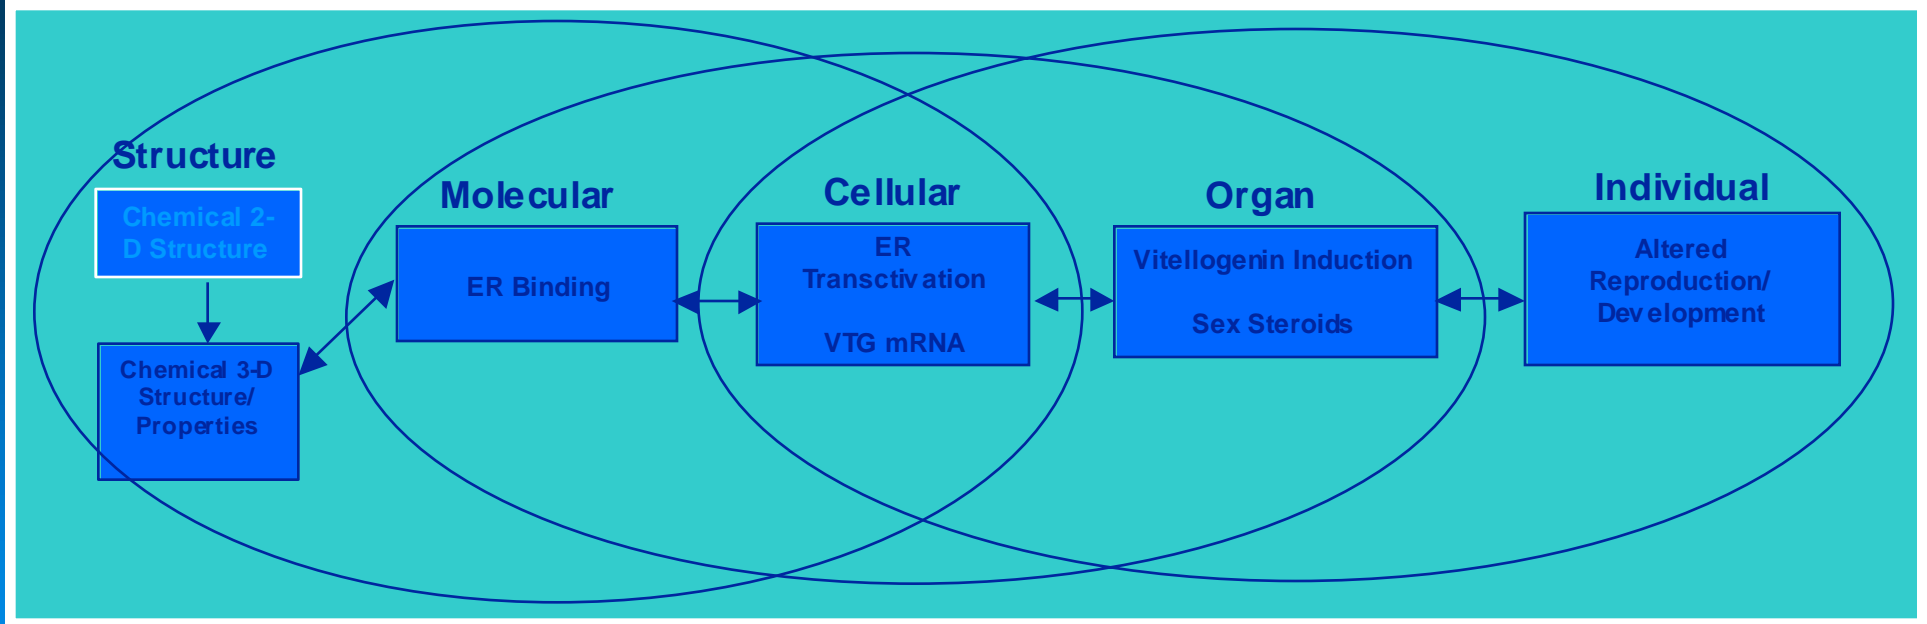 Structure
Chemical 2-
D Structure
Chemical 3-D
Structure/
Properties
Molecular
ER Binding
Cellular
ER
Transctivation
VTG mRNA
Organ
Vitellogenin Induction
Sex Steroids
Individual
Altered
Reproduction/
Development